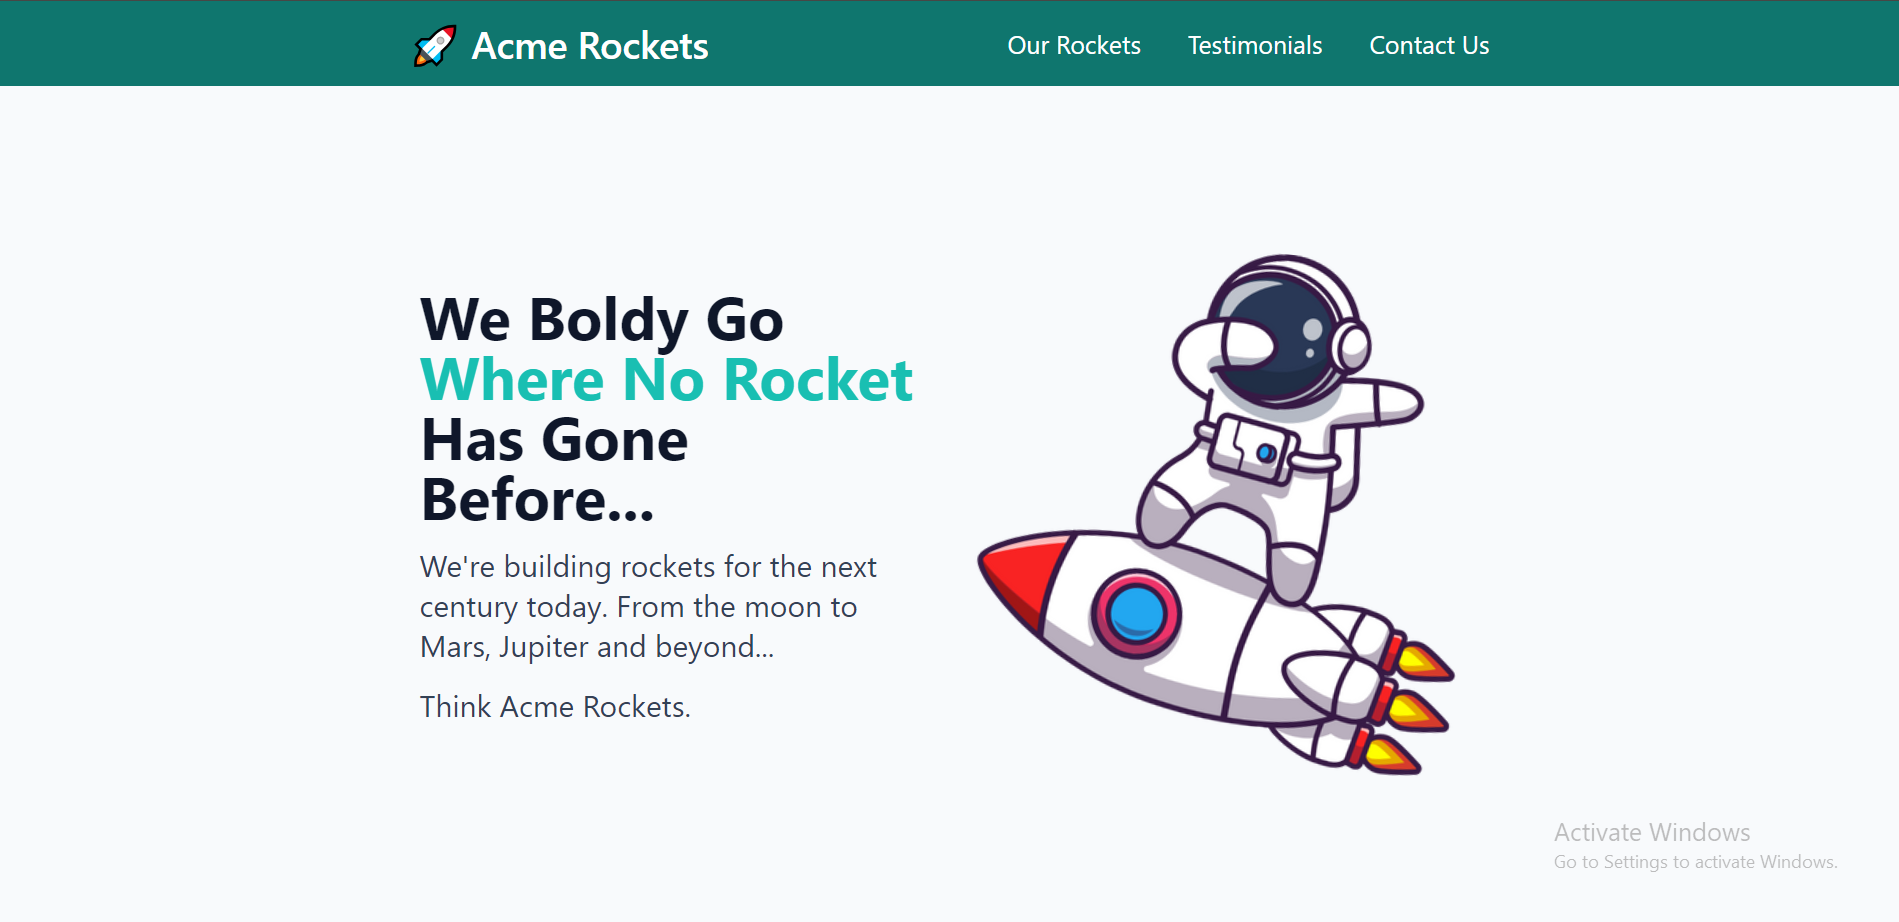 Acme Rockets
Our Rockets
Testimonials
Contact Us
We Boldy Go
Where No Rocket
Has Gone
Before...
We're building rockets for the next
century today. From the moon to
Mars, Jupiter and beyond...
Think Acme Rockets.
Activate Windows
Go to Settings to activate Windows.